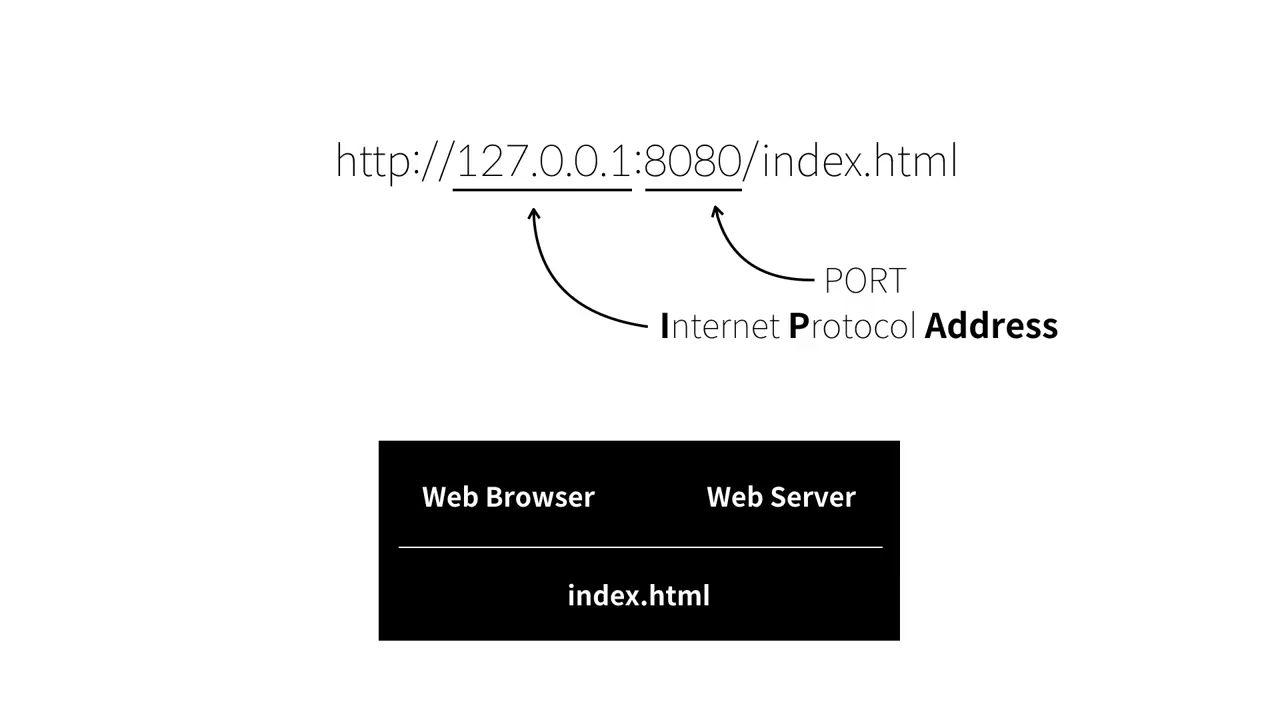 http://127.0.0.1:8080/index.html
PORT
Internet Protocol Address
Web Browser
Web Server
index.html